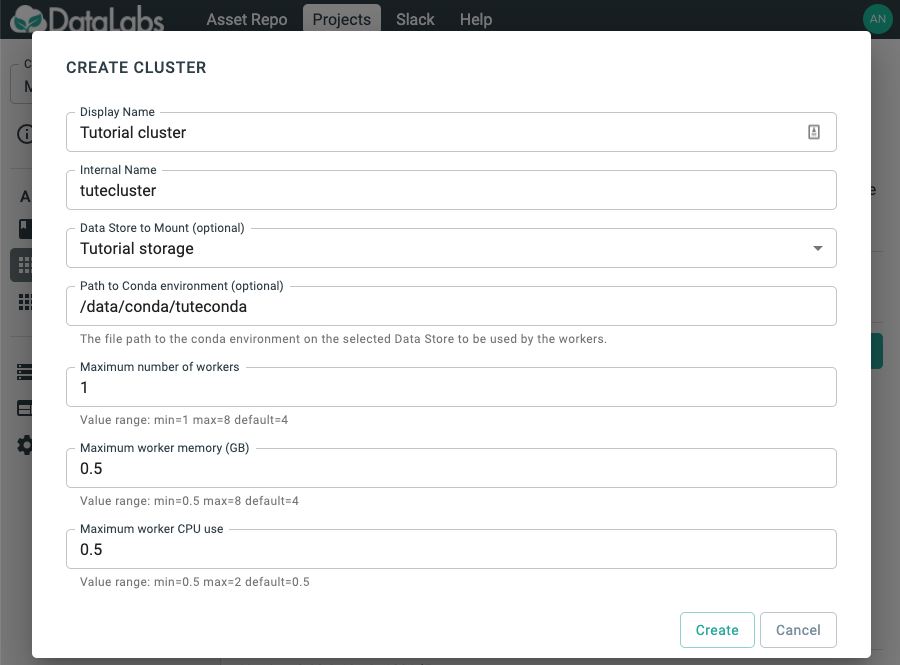 DataLabs Asset Repo Projects Slack Help AN
CREATE CLUSTER
Display Name
Tutorial cluster
Internal Name
tutecluster
Data Store to Mount (optional)
Tutorial storage
Path to Conda environment (optional)
/data/conda/tuteconda
The file path to the conda environment on the selected Data Store to be used by the workers.
Maximum number of workers
1
Value range: min=1 max=8 default=4
Maximum worker memory (GB)
0.5
Value range: min=0.5 max=8 default=4
Maximum worker CPU use
0.5
Value range: min=0.5 max=2 default=0.5
Create Cancel